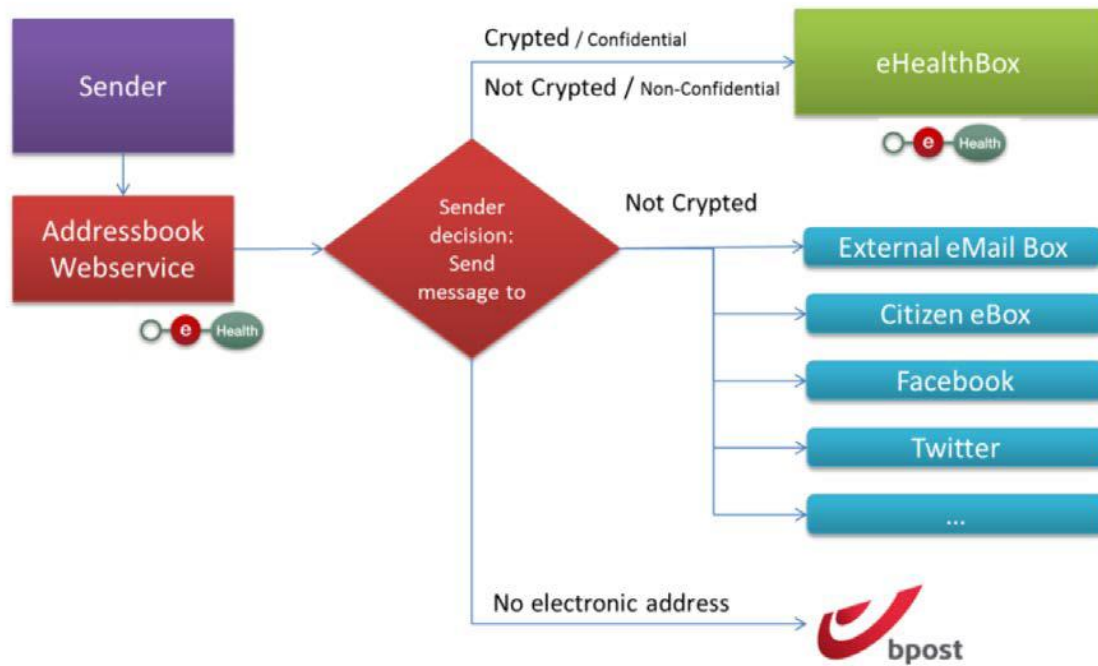 Sender
Addressbook
Webservice
e Health
Sender
decision:
Send
message to
Crypted / Confidential
Not Crypted / Non-Confidential
eHealthBox
e Health
Not Crypted
External eMail Box
Citizen eBox
Facebook
Twitter
...
No electronic address
bpost